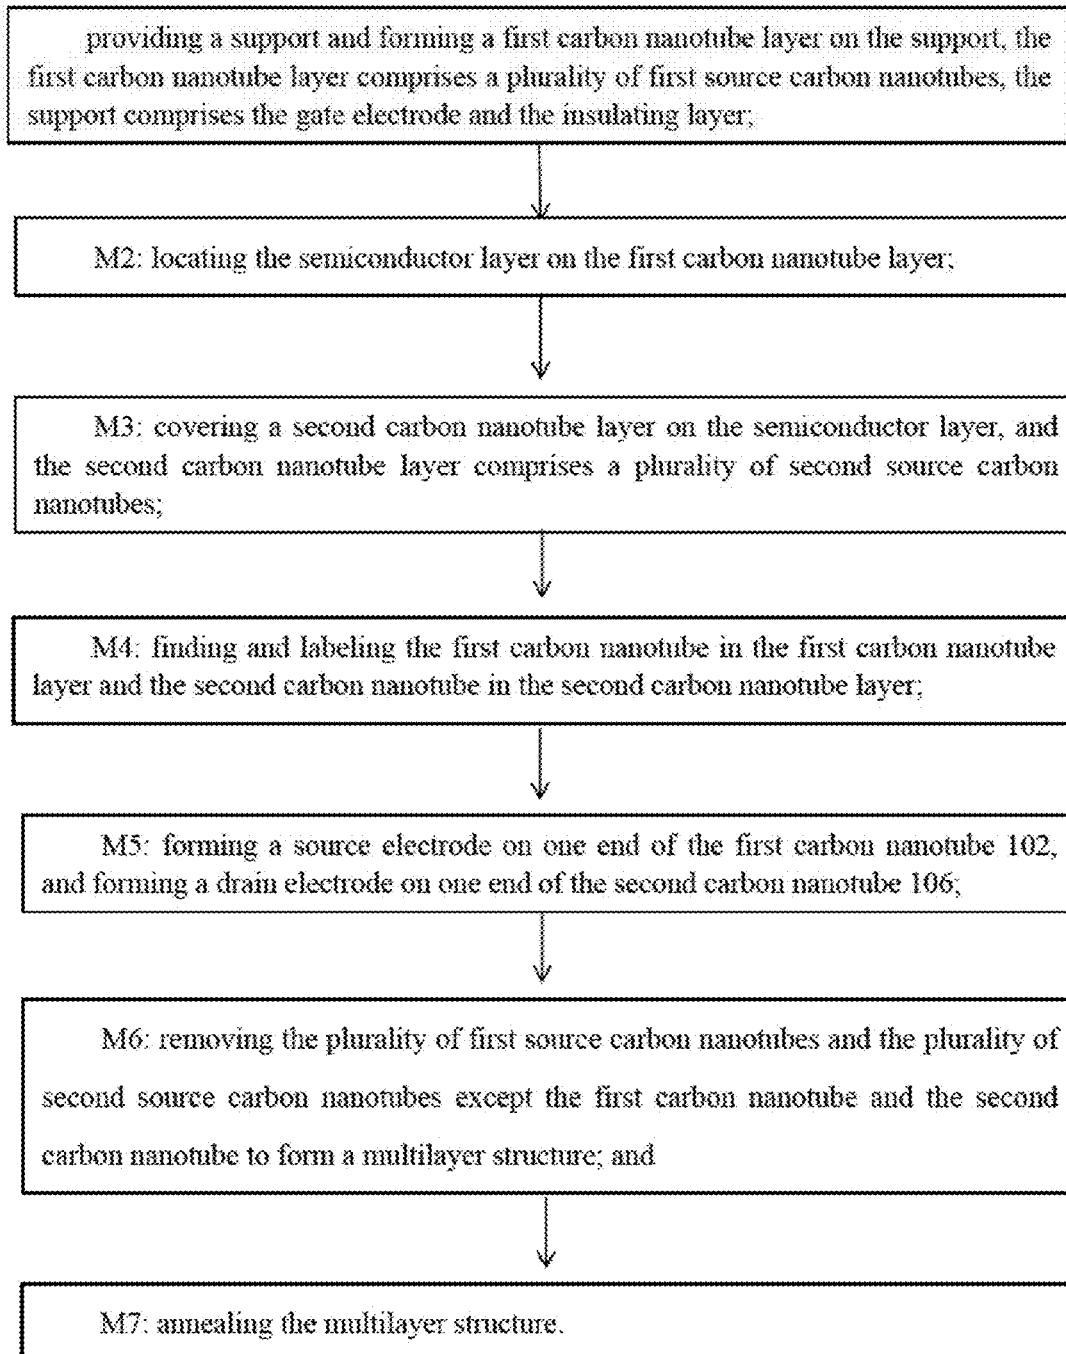 providing a support and forming a first carbon nanotube layer on the support, the
first carbon nanotube layer comprises a plurality of first source carbon nanotubes, the
support comprises the gate electrode and the insulating layer;
M2: locating the semiconductor layer on the first carbon nanotube layer;
M3: covering a second carbon nanotube layer on the semiconductor layer, and
the second carbon nanotube layer comprises a plurality of second source carbon
nanotubes;
M4: finding and labeling the first carbon nanotube in the first carbon nanotube
layer and the second carbon nanotube in the second carbon nanotube layer;
M5: forming a source electrode on one end of the first carbon nanotube 102,
and forming a drain electrode on one end of the second carbon nanotube 106;
M6: removing the plurality of first source carbon nanotubes and the plurality of
second source carbon nanotubes except the first carbon nanotube and the second
carbon nanotube to form a multilayer structure; and
M7: annealing the multilayer structure.